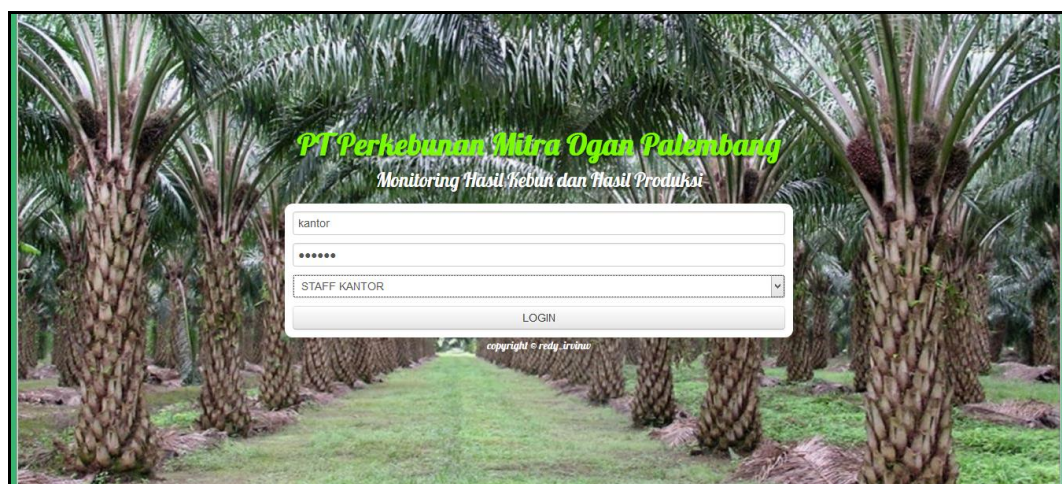 PT Perkebunan Mitra Ogan Palembang
Monitoring Hasil Kebun dan Hasil Produksi
kantor
••••••
STAFF KANTOR
LOGIN
copyright © redy_irvinw